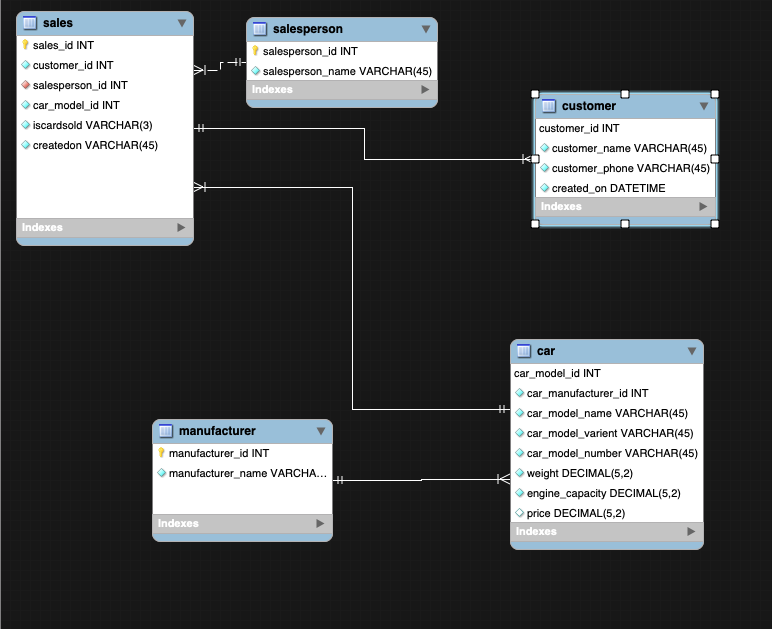 sales
sales_id INT
customer_id INT
salesperson_id INT
car_model_id INT
iscardsold VARCHAR(3)
createdon VARCHAR(45)
Indexes
salesperson
salesperson_id INT
salesperson_name VARCHAR(45)
Indexes
customer
customer_id INT
customer_name VARCHAR(45)
customer_phone VARCHAR(45)
created_on DATETIME
Indexes
car
car_model_id INT
car_manufacturer_id INT
car_model_name VARCHAR(45)
car_model_varient VARCHAR(45)
car_model_number VARCHAR(45)
weight DECIMAL(5,2)
engine_capacity DECIMAL(5,2)
price DECIMAL(5,2)
Indexes
manufacturer
manufacturer_id INT
manufacturer_name VARCHA...
Indexes